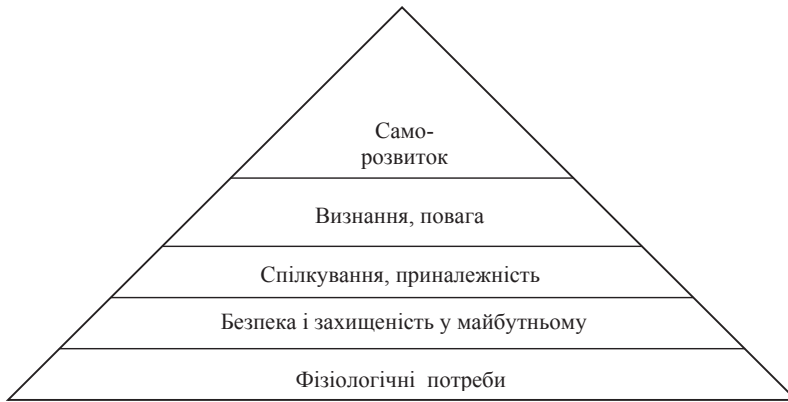 Само-
розвиток
Визнання, повага
Спілкування, приналежність
Безпека і захищеність у майбутньому
Фізіологічні потреби